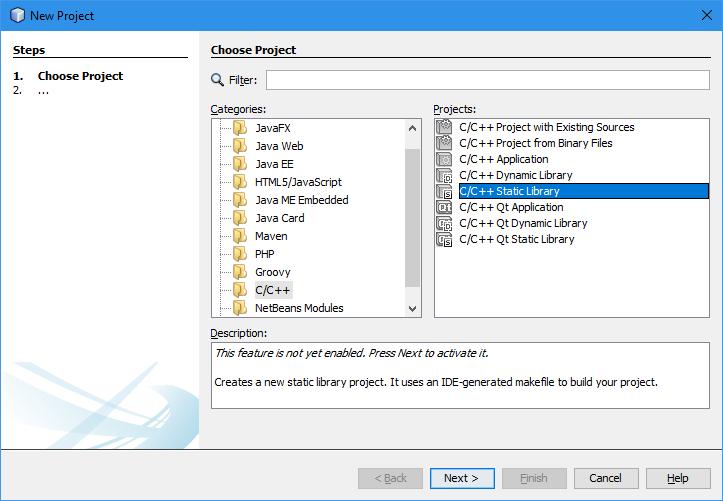 New Project
Steps
1. Choose Project
2. ...
Choose Project
Filter:
Categories:
JavaFX
Java Web
Java EE
HTML5/JavaScript
Java ME Embedded
Java Card
Maven
PHP
Groovy
C/C++
NetBeans Modules
Projects:
C/C++ Project with Existing Sources
C/C++ Project from Binary Files
C/C++ Application
C/C++ Dynamic Library
C/C++ Static Library
C/C++ Qt Application
C/C++ Qt Dynamic Library
C/C++ Qt Static Library
Description:
This feature is not yet enabled. Press Next to activate it.
Creates a new static library project. It uses an IDE-generated makefile to build your project.
< Back
Next >
Finish
Cancel
Help